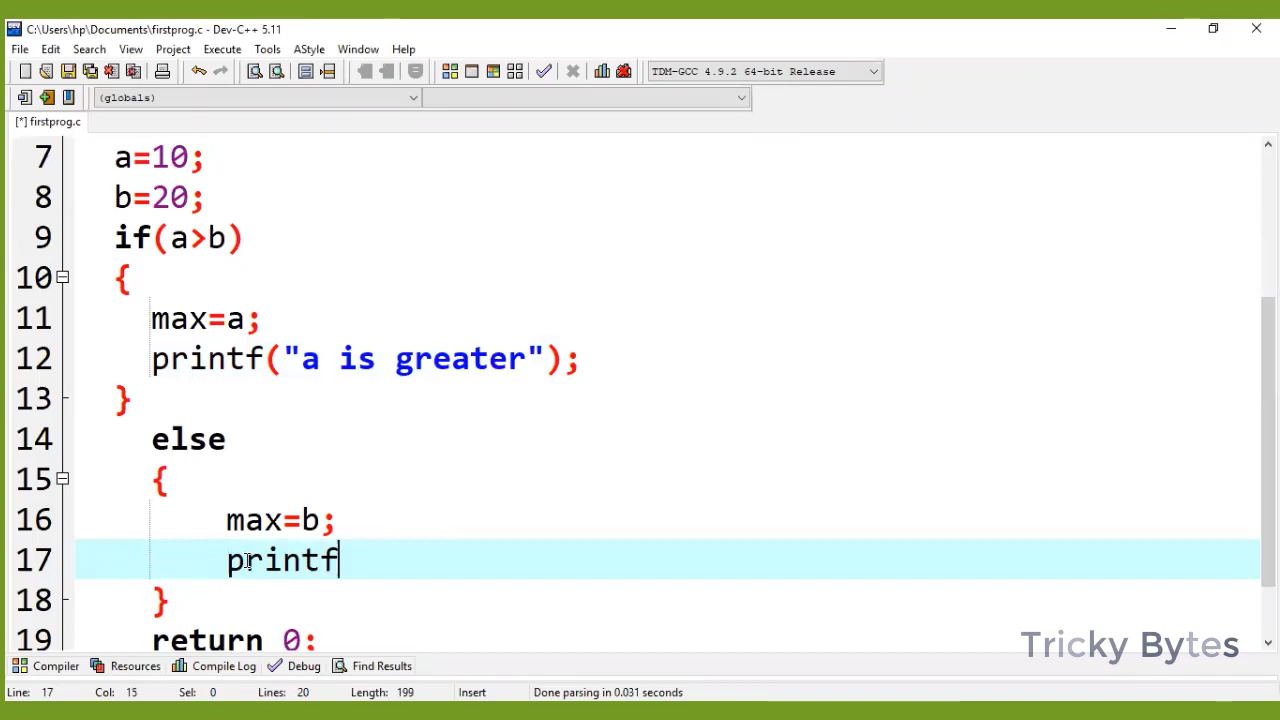 C:\Users\hp\Documents\firstprog.c - Dev-C++ 5.11
File Edit Search View Project Execute Tools AStyle Window Help
TDM-GCC 4.9.2 64-bit Release
(globals)
[*] firstprog.c
7 a=10;
8 b=20;
9 if(a>b)
10 {
11 max=a;
12 printf("a is greater");
13 }
14 else
15 {
16 max=b;
17 printf
18 }
19 return 0;
Tricky Bytes
Compiler Resources Compile Log Debug Find Results
Line: 17 Col: 15 Sel: 0 Lines: 20 Length: 199 Insert Done parsing in 0.031 seconds